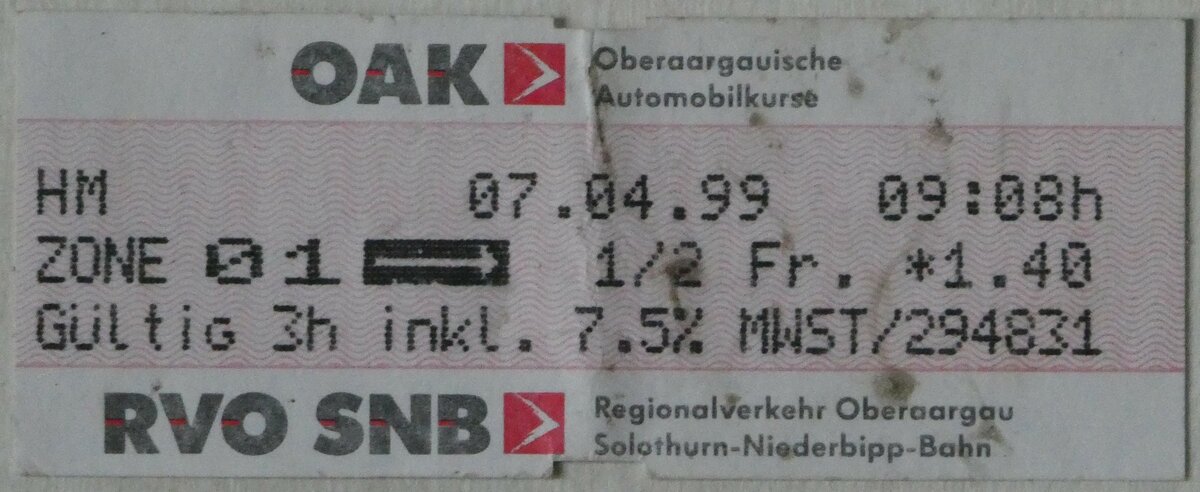 OAK Oberaargauische
Automobilkurse
HM 07.04.99 09:08h
ZONE 01 1/2 Fr. *1.40
Gültig 3h inkl. 7.5% MWST/294831
RVO SNB Regionalverkehr Oberaargau
Solothurn-Niederbipp-Bahn